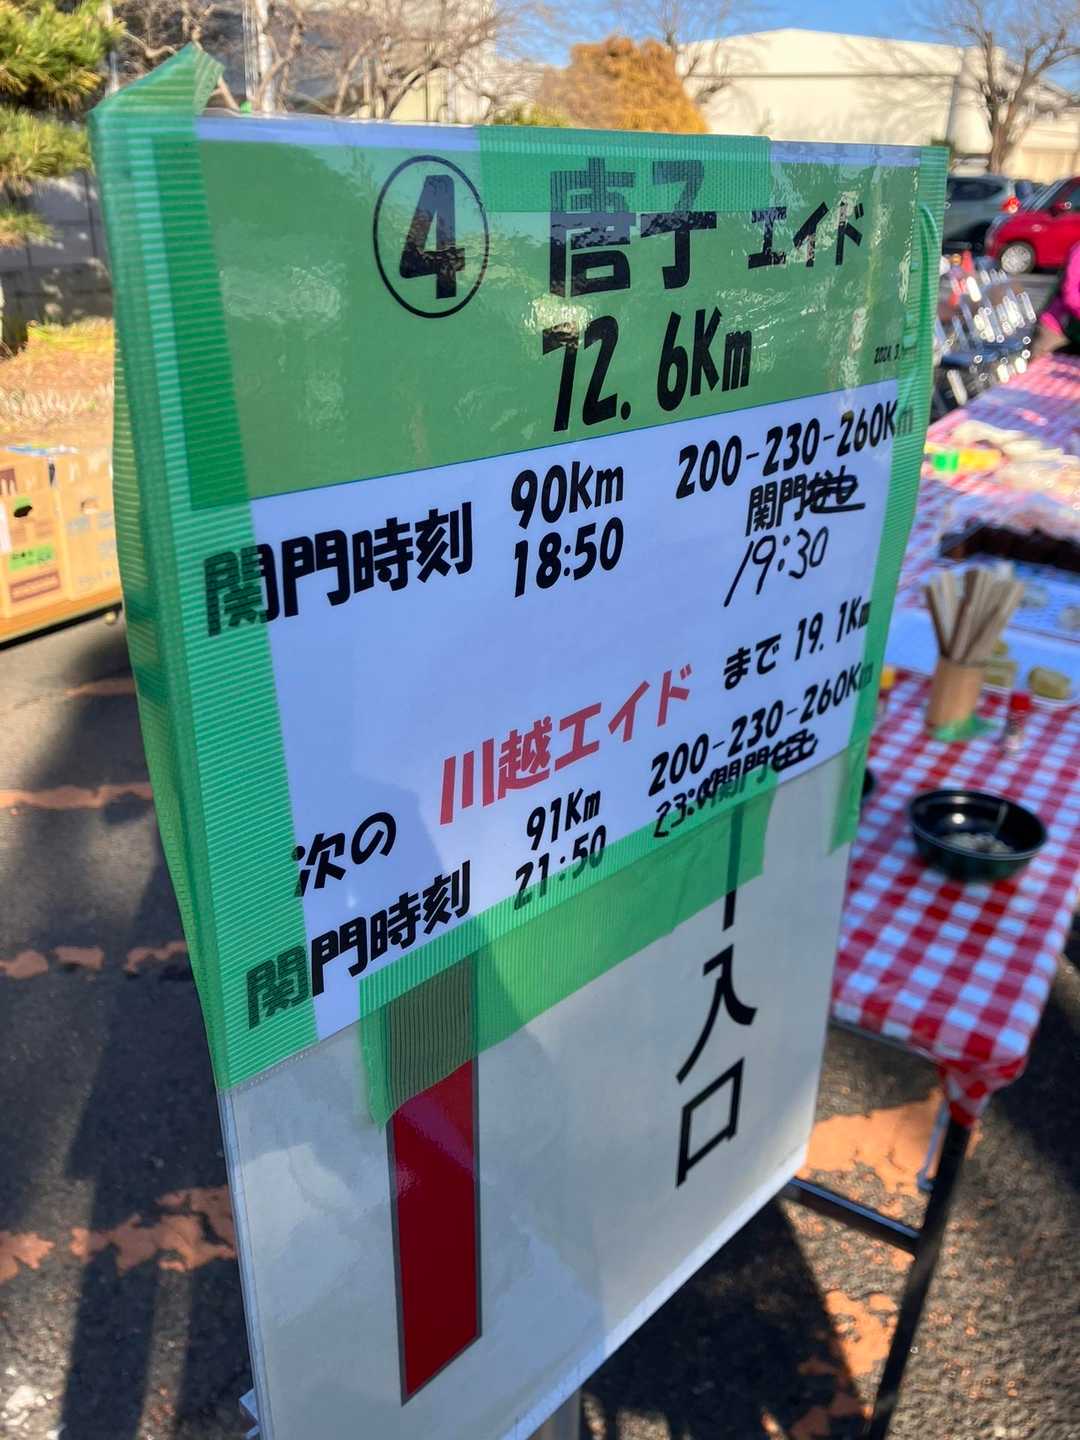 ④ 唐子 エイド
72.6Km
90Km 200-230-260Km
関門時刻 18:50 関門
19:30
次の 川越エイド まで 19.1Km
91Km 200-230-260Km
関門時刻 21:50 関門
入口